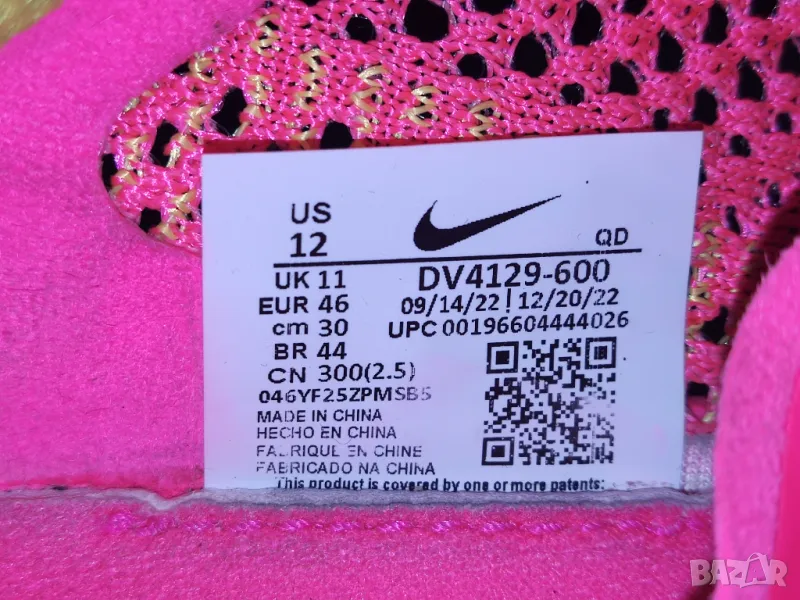 US
12
QD
UK 11
DV4129-600
EUR 46
09/14/22 | 12/20/22
cm 30
UPC 00196604444026
BR 44
CN 300(2.5)
046YF25ZPMSB5
MADE IN CHINA
HECHO EN CHINA
FABRIQUE EN CHINE
FABRICADO NA CHINA
This product is covered by one or more patents:
BAZAR